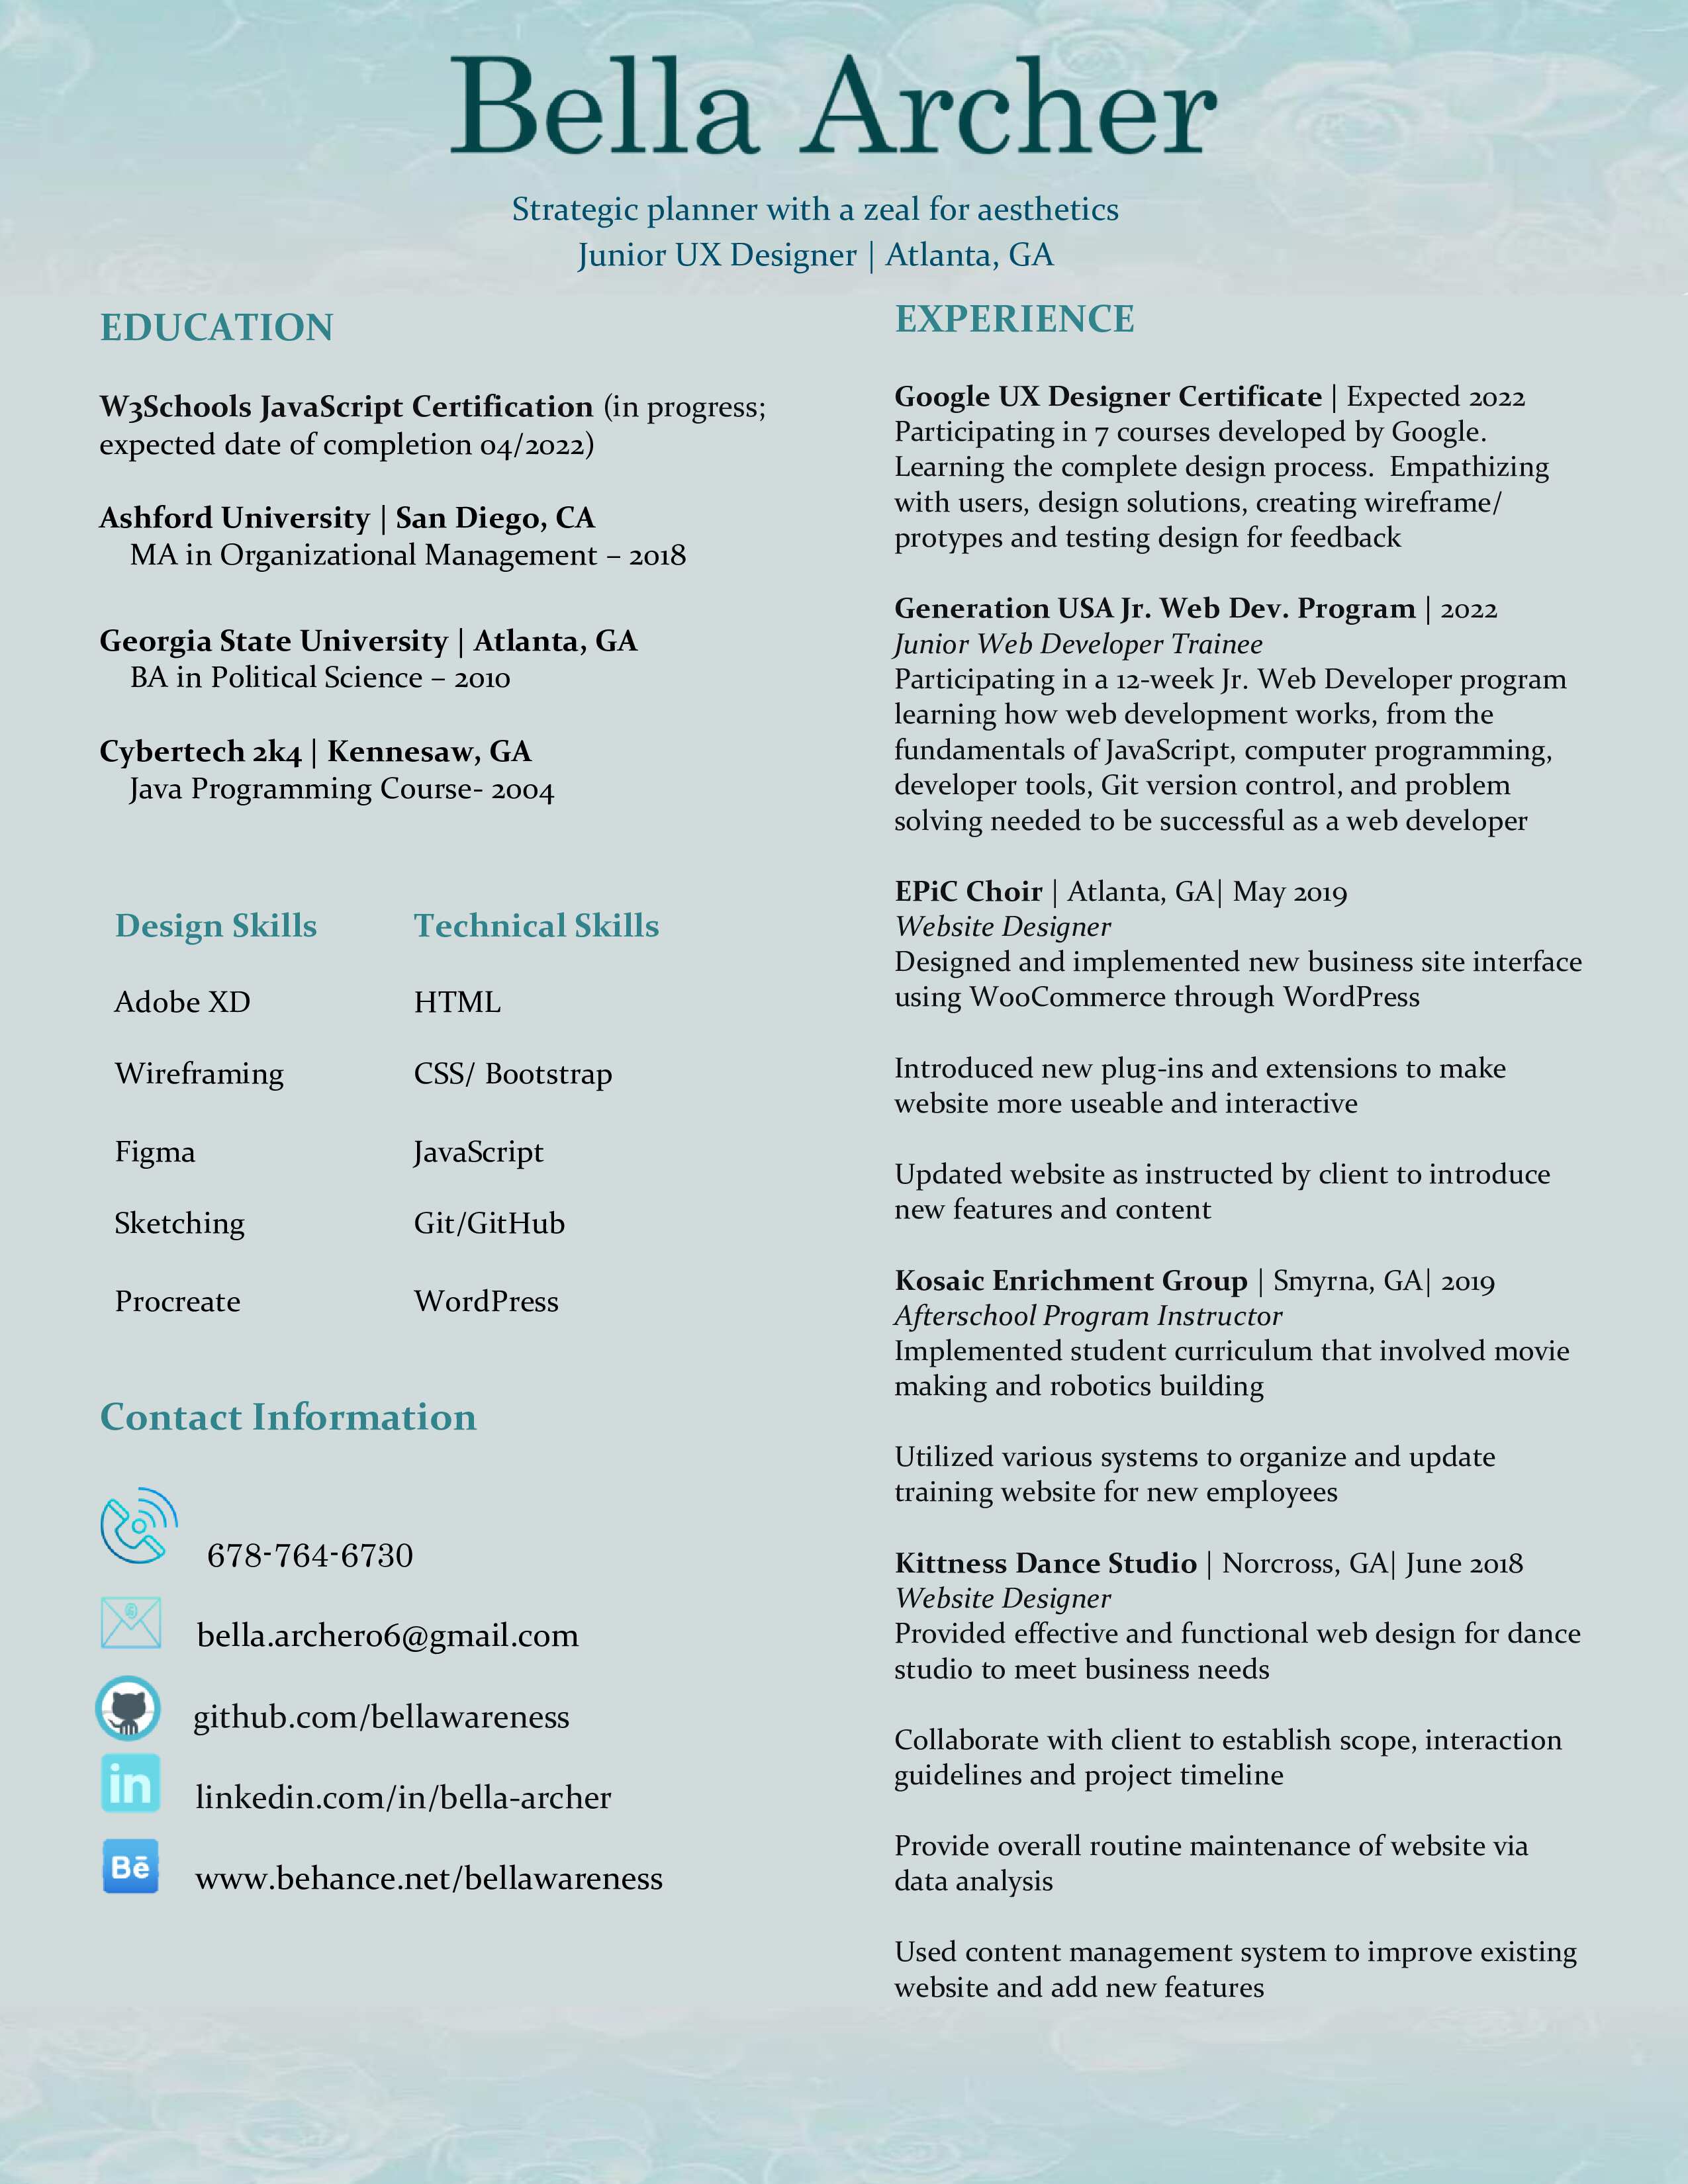 Bella Archer
Strategic planner with a zeal for aesthetics
Junior UX Designer | Atlanta, GA
EDUCATION
W3Schools JavaScript Certification (in progress;
expected date of completion 04/2022)
Ashford University | San Diego, CA
MA in Organizational Management – 2018
Georgia State University | Atlanta, GA
BA in Political Science – 2010
Cybertech 2k4 | Kennesaw, GA
Java Programming Course- 2004
Design Skills Technical Skills
Adobe XD HTML
Wireframing CSS/ Bootstrap
Figma JavaScript
Sketching Git/GitHub
Procreate WordPress
Contact Information
678-764-6730
bella.archer06@gmail.com
github.com/bellawareness
in linkedin.com/in/bella-archer
Bē www.behance.net/bellawareness
EXPERIENCE
Google UX Designer Certificate | Expected 2022
Participating in 7 courses developed by Google.
Learning the complete design process.  Empathizing
with users, design solutions, creating wireframe/
protypes and testing design for feedback
Generation USA Jr. Web Dev. Program | 2022
Junior Web Developer Trainee
Participating in a 12-week Jr. Web Developer program
learning how web development works, from the
fundamentals of JavaScript, computer programming,
developer tools, Git version control, and problem
solving needed to be successful as a web developer
EPiC Choir | Atlanta, GA| May 2019
Website Designer
Designed and implemented new business site interface
using WooCommerce through WordPress
Introduced new plug-ins and extensions to make
website more useable and interactive
Updated website as instructed by client to introduce
new features and content
Kosaic Enrichment Group | Smyrna, GA| 2019
Afterschool Program Instructor
Implemented student curriculum that involved movie
making and robotics building
Utilized various systems to organize and update
training website for new employees
Kittness Dance Studio | Norcross, GA| June 2018
Website Designer
Provided effective and functional web design for dance
studio to meet business needs
Collaborate with client to establish scope, interaction
guidelines and project timeline
Provide overall routine maintenance of website via
data analysis
Used content management system to improve existing
website and add new features